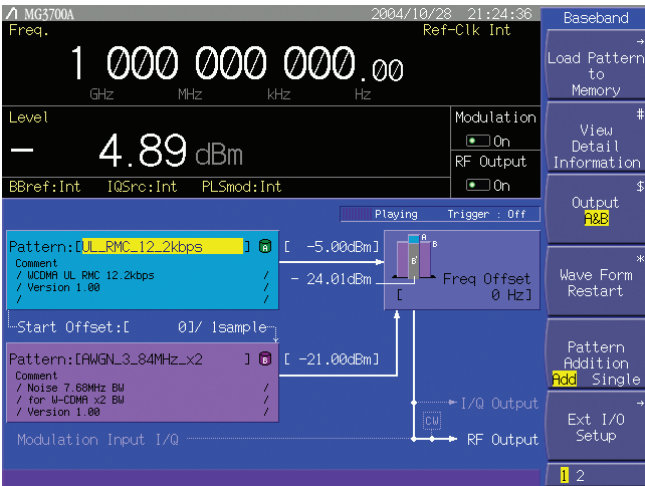 MG3700A 2004/10/28 21:24:36
Freq. Ref-Clk Int
1 000 000 000.00
GHz MHz kHz Hz
Level
- 4.89 dBm
Modulation
On
RF Output
On
BBref:Int IQSrc:Int PLSmod:Int
Playing Trigger : Off
Pattern:[UL_RMC_12_2kbps ] A [ -5.00dBm]
Comment
/ WCDMA UL RMC 12.2kbps /
/ Version 1.00 /
/ /
- 24.01dBm
A
B
B'
Freq Offset
[ 0 Hz]
Start Offset:[ 0]/ 1sample
Pattern:[AWGN_3_84MHz_x2 ] B [ -21.00dBm]
Comment
/ Noise 7.68MHz BW /
/ for W-CDMA x2 BW /
/ Version 1.00 /
I/Q Output
CW
Modulation Input I/Q
RF Output
Baseband
→
Load Pattern
to
Memory
#
View
Detail
Information
$
Output
A&B
*
Wave Form
Restart
Pattern
Addition
Add Single
→
Ext I/O
Setup
1 2